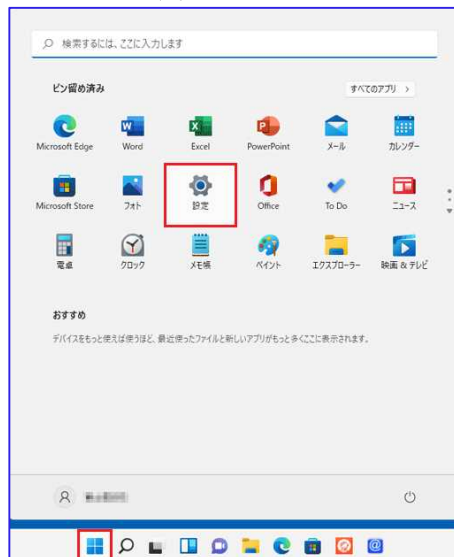 検索するには、ここに入力します
ピン留め済み
すべてのアプリ >
Microsoft Edge
Word
Excel
PowerPoint
メール
カレンダー
Microsoft Store
フォト
設定
Office
To Do
ニュース
電卓
クロック
メモ帳
ペイント
エクスプローラー
映画 & テレビ
おすすめ
デバイスをもっと使えば使うほど、最近使ったファイルと新しいアプリがもっと多くここに表示されます。